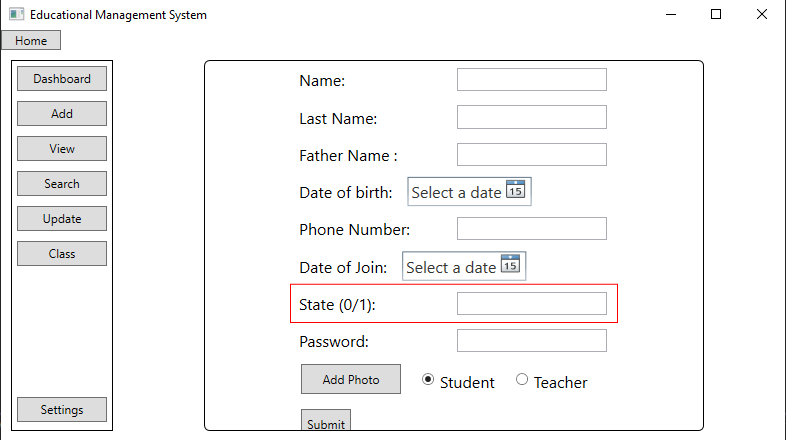 Educational Management System
Home
Dashboard
Add
View
Search
Update
Class
Settings
Name:
Last Name:
Father Name :
Date of birth: Select a date 15
Phone Number:
Date of Join: Select a date 15
State (0/1):
Password:
Add Photo Student Teacher
Submit